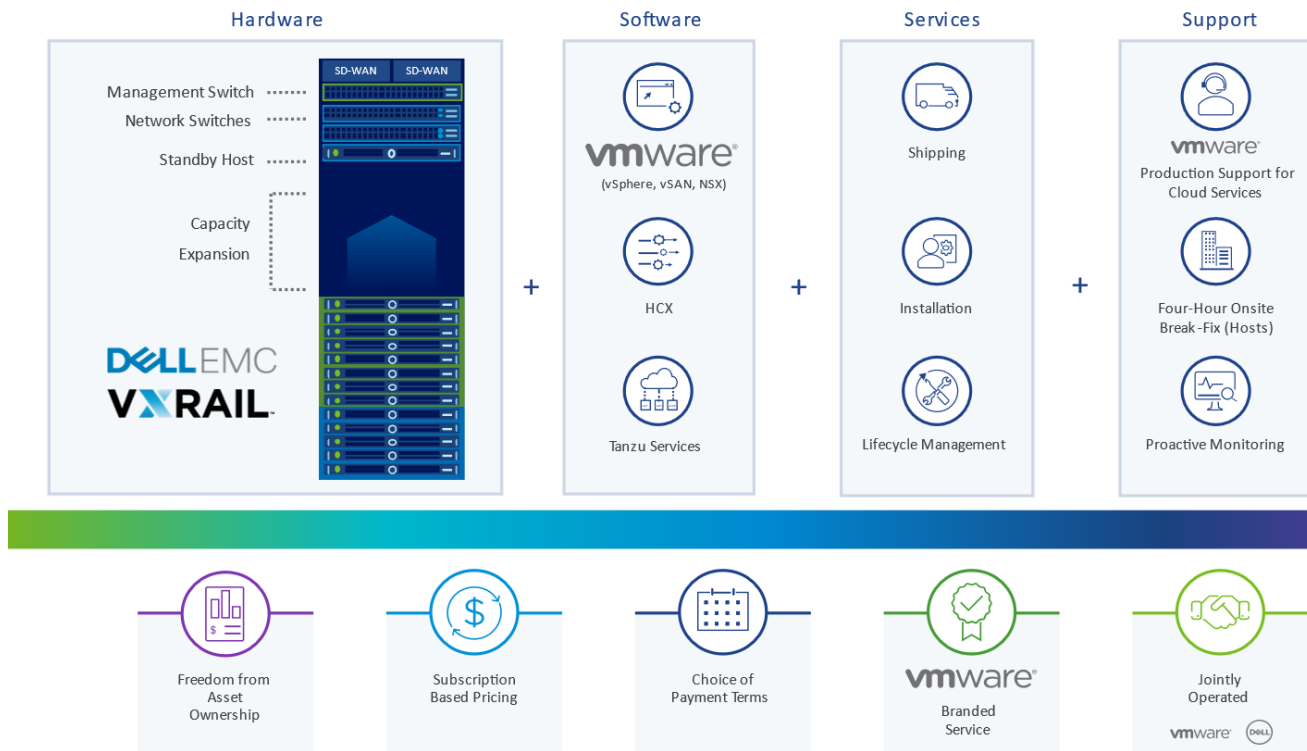 Hardware
SD-WAN SD-WAN
Management Switch
Network Switches
Standby Host
Capacity
Expansion
DELLEMC
VXRAIL™
+
Software
vmware®
(vSphere, vSAN, NSX)
HCX
Tanzu Services
+
Services
Shipping
Installation
Lifecycle Management
+
Support
vmware®
Production Support for
Cloud Services
Four-Hour Onsite
Break-Fix (Hosts)
Proactive Monitoring
$
Freedom from
Asset
Ownership
$
Subscription
Based Pricing
Choice of
Payment Terms
vmware®
Branded
Service
Jointly
Operated
vmware® DELL